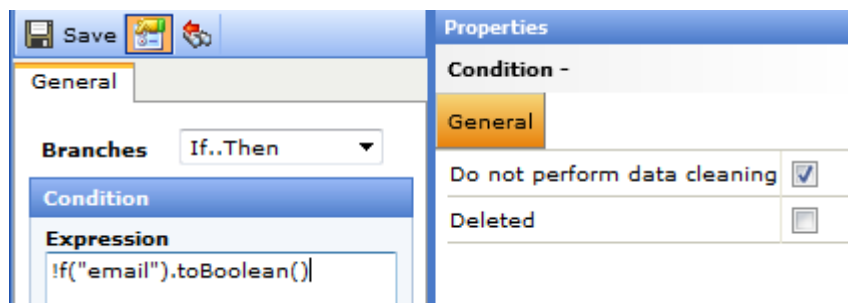 Save
General
Branches If..Then
Condition
Expression
!f("email").toBoolean()
Properties
Condition -
General
Do not perform data cleaning
Deleted